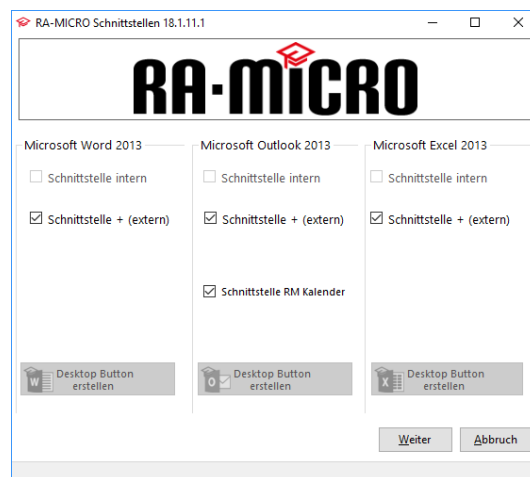 RA-MICRO Schnittstellen 18.1.11.1
RA-MICRO
Microsoft Word 2013
Microsoft Outlook 2013
Microsoft Excel 2013
Schnittstelle intern
Schnittstelle intern
Schnittstelle intern
Schnittstelle + (extern)
Schnittstelle + (extern)
Schnittstelle + (extern)
Schnittstelle RM Kalender
Desktop Button
erstellen
Desktop Button
erstellen
Desktop Button
erstellen
Weiter
Abbruch